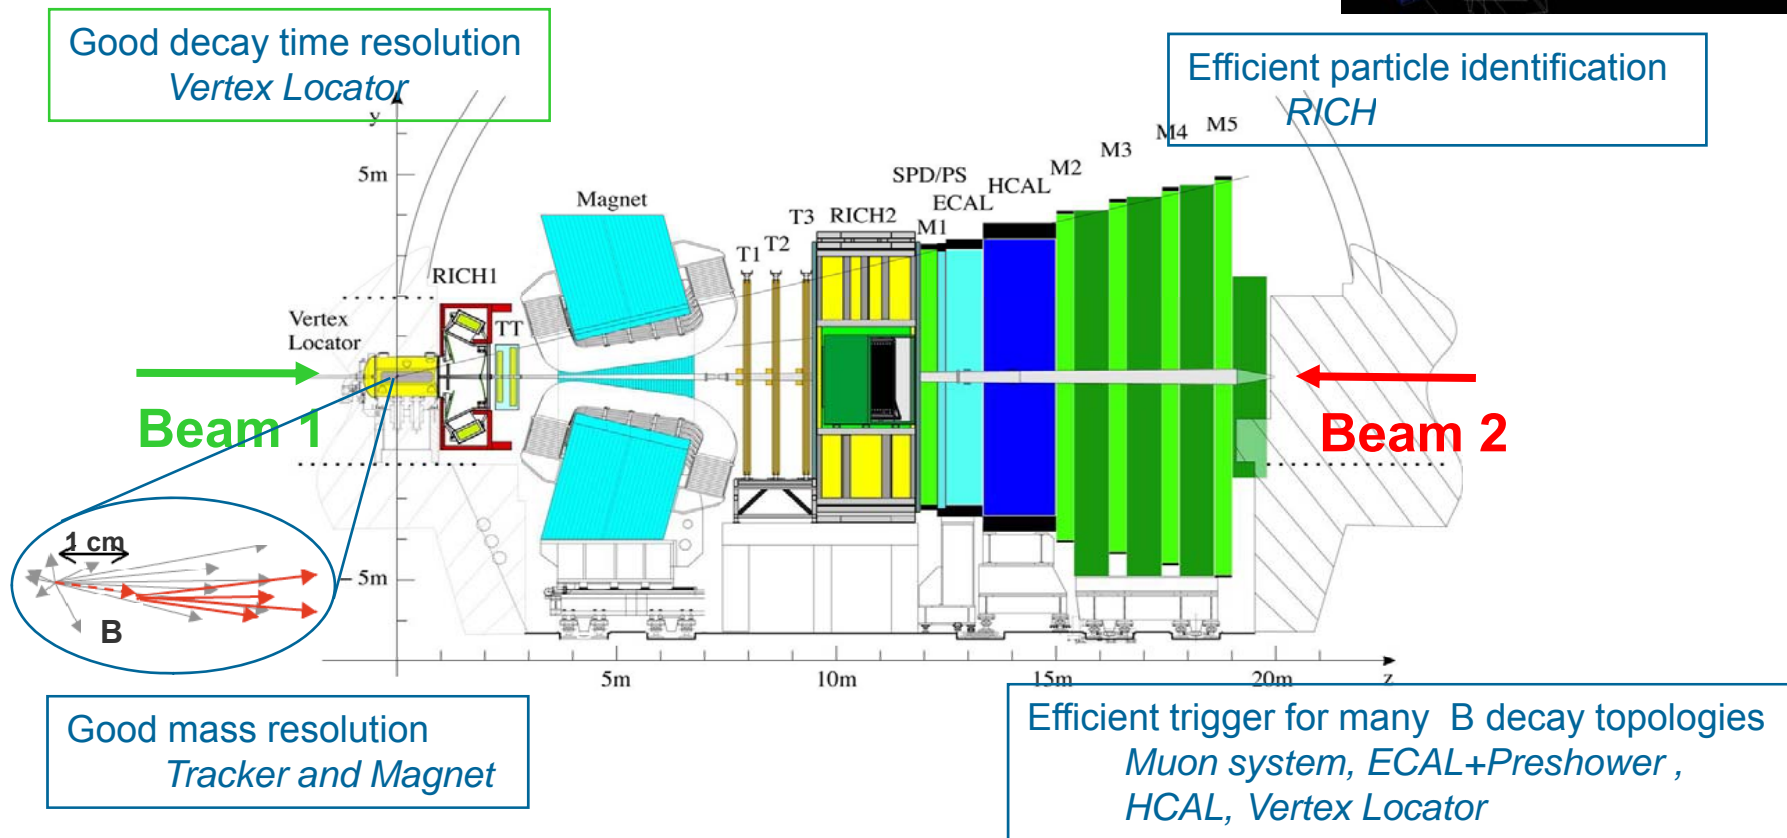 Good decay time resolution
Vertex Locator
Efficient particle identification
RICH
y
5m
Magnet
SPD/PS
ECAL
HCAL
M1
M2
M3
M4
M5
T1
T2
T3
RICH2
RICH1
TT
Vertex
Locator
Beam 1
Beam 2
1 cm
B
5m
5m
10m
15m
20m
z
Good mass resolution
Tracker and Magnet
Efficient trigger for many B decay topologies
Muon system, ECAL+Preshower ,
HCAL, Vertex Locator